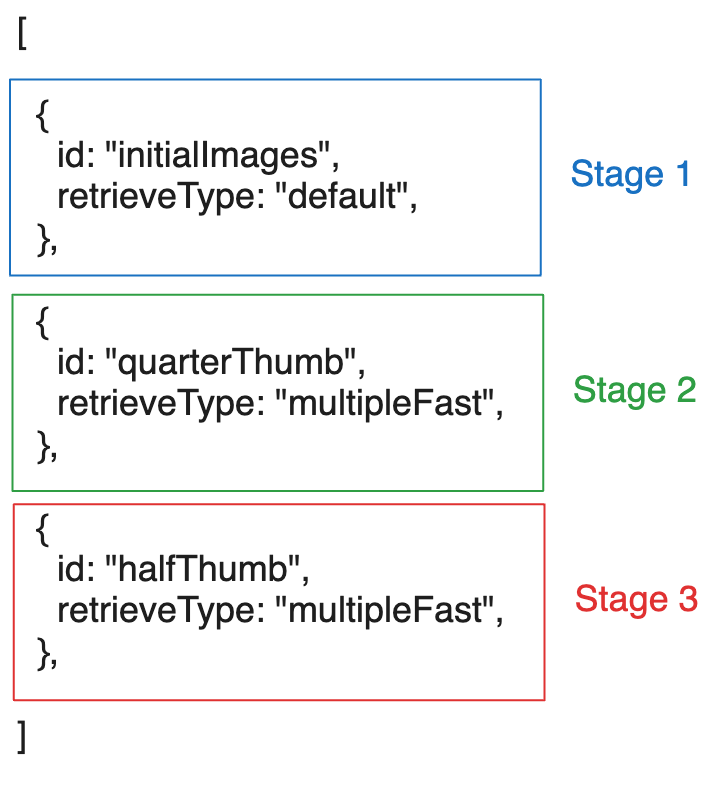 [
{
id: "initialImages",
retrieveType: "default",
},
Stage 1
{
id: "quarterThumb",
retrieveType: "multipleFast",
},
Stage 2
{
id: "halfThumb",
retrieveType: "multipleFast",
},
Stage 3
]